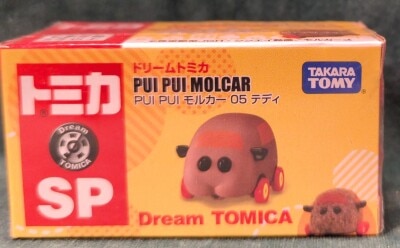 トミカ
Dream
TOMICA
SP
ドリームトミカ
PUI PUI MOLCAR
PUI PUI モルカー 05 テディ
TAKARA
TOMY
Dream TOMICA